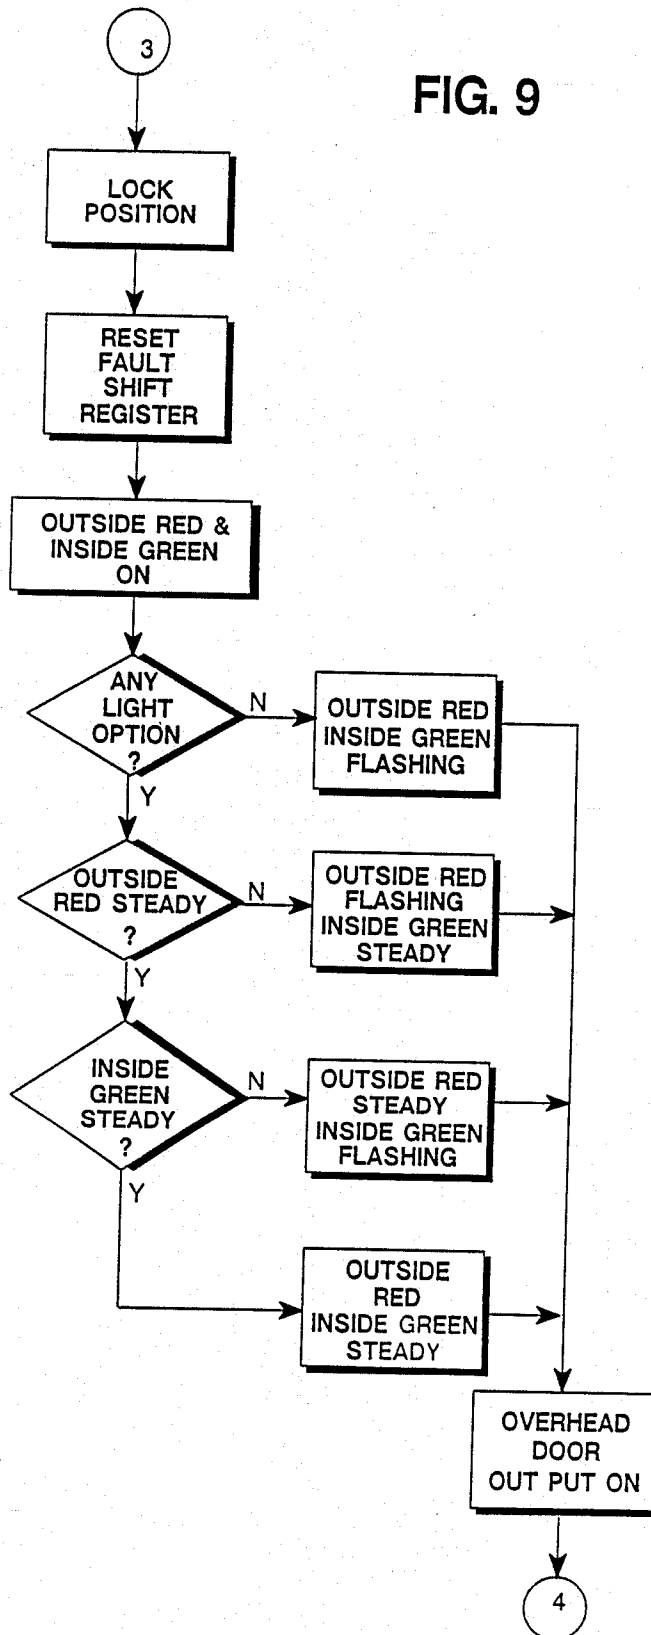 3
FIG. 9
LOCK
POSITION
RESET
FAULT
SHIFT
REGISTER
OUTSIDE RED &
INSIDE GREEN
ON
ANY
LIGHT
OPTION
?
N
Y
OUTSIDE RED
INSIDE GREEN
FLASHING
OUTSIDE
RED STEADY
?
N
Y
OUTSIDE RED
FLASHING
INSIDE GREEN
STEADY
INSIDE
GREEN
STEADY
?
N
Y
OUTSIDE RED
STEADY
INSIDE GREEN
FLASHING
OUTSIDE
RED
INSIDE GREEN
STEADY
OVERHEAD
DOOR
OUT PUT ON
4